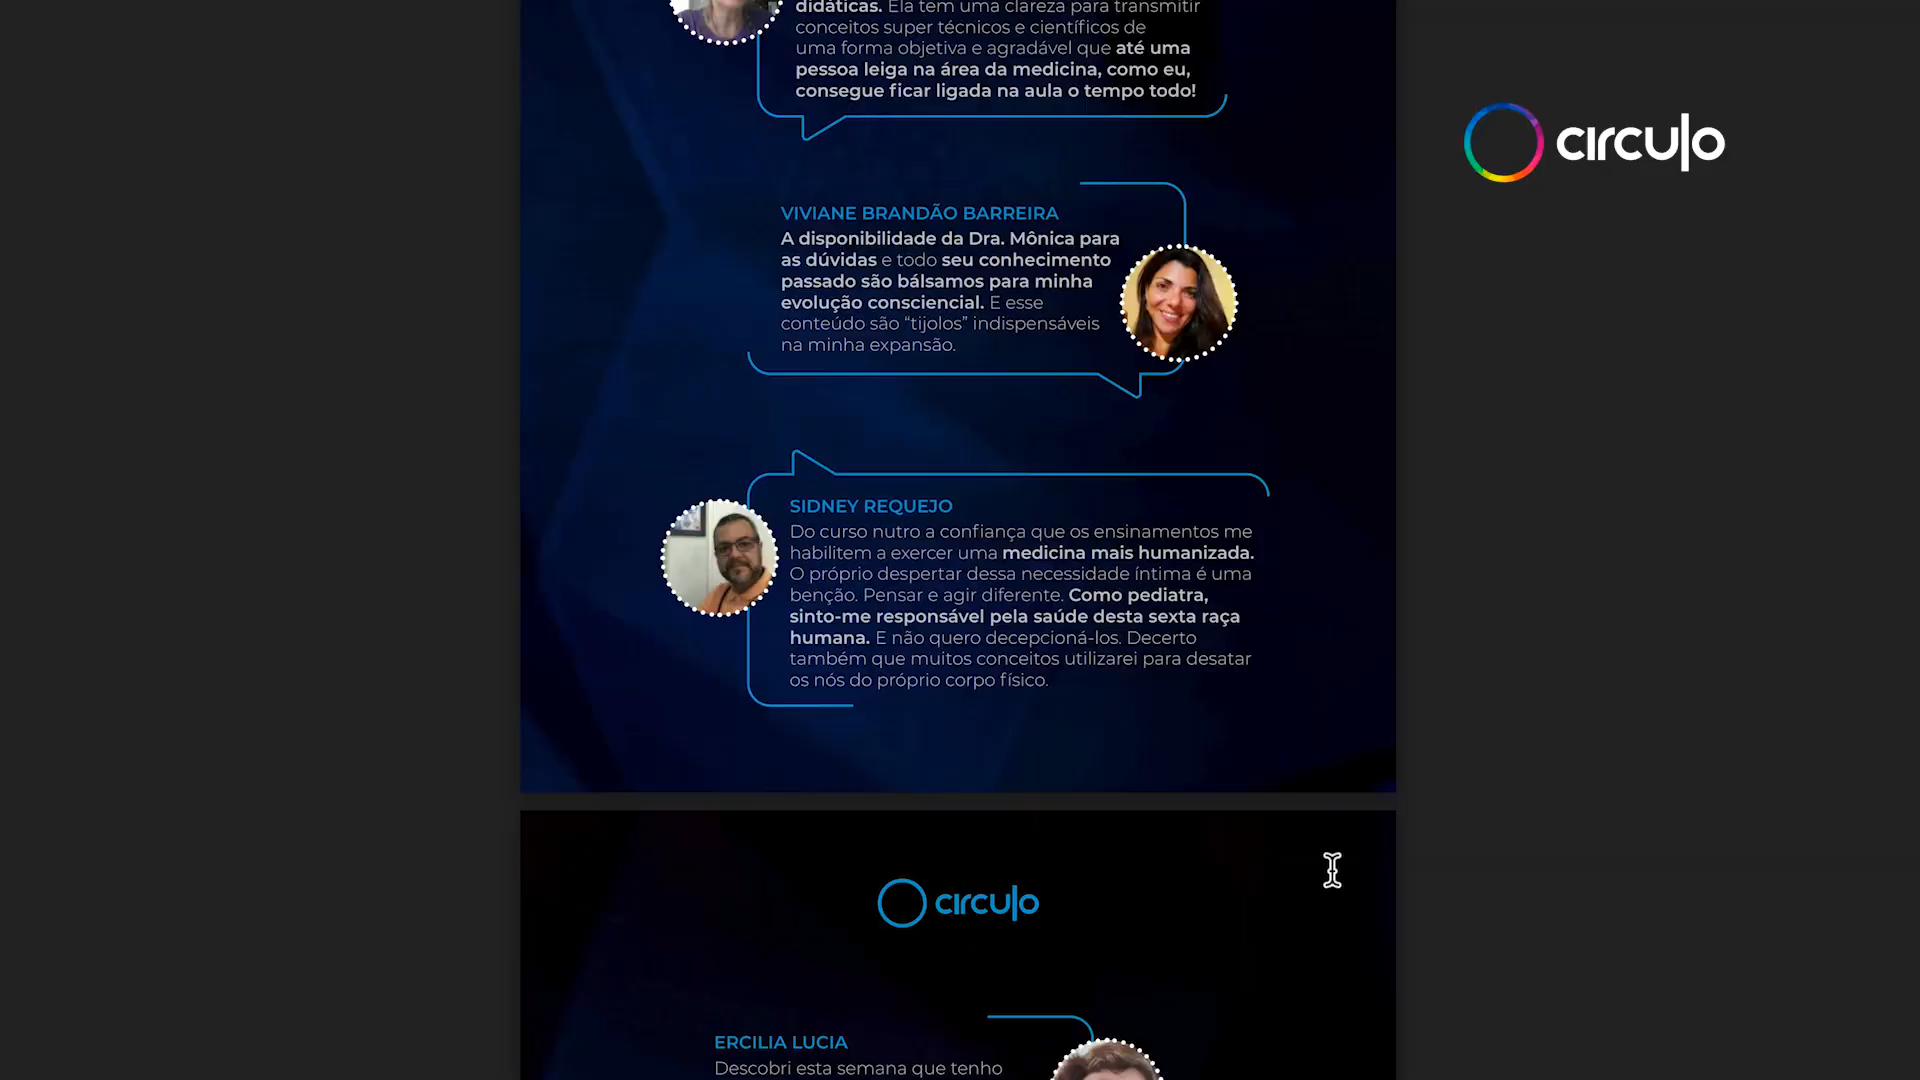 didáticas. Ela tem uma clareza para transmitir
conceitos super técnicos e científicos de
uma forma objetiva e agradável que até uma
pessoa leiga na área da medicina, como eu,
consegue ficar ligada na aula o tempo todo!
circulo
VIVIANE BRANDÃO BARREIRA
A disponibilidade da Dra. Mônica para
as dúvidas e todo seu conhecimento
passado são bálsamos para minha
evolução consciencial. E esse
conteúdo são “tijolos” indispensáveis
na minha expansão.
SIDNEY REQUEJO
Do curso nutro a confiança que os ensinamentos me
habilitem a exercer uma medicina mais humanizada.
O próprio despertar dessa necessidade íntima é uma
benção. Pensar e agir diferente. Como pediatra,
sinto-me responsável pela saúde desta sexta raça
humana. E não quero decepcioná-los. Decerto
também que muitos conceitos utilizarei para desatar
os nós do próprio corpo físico.
circulo
ERCILIA LUCIA
Descobri esta semana que tenho